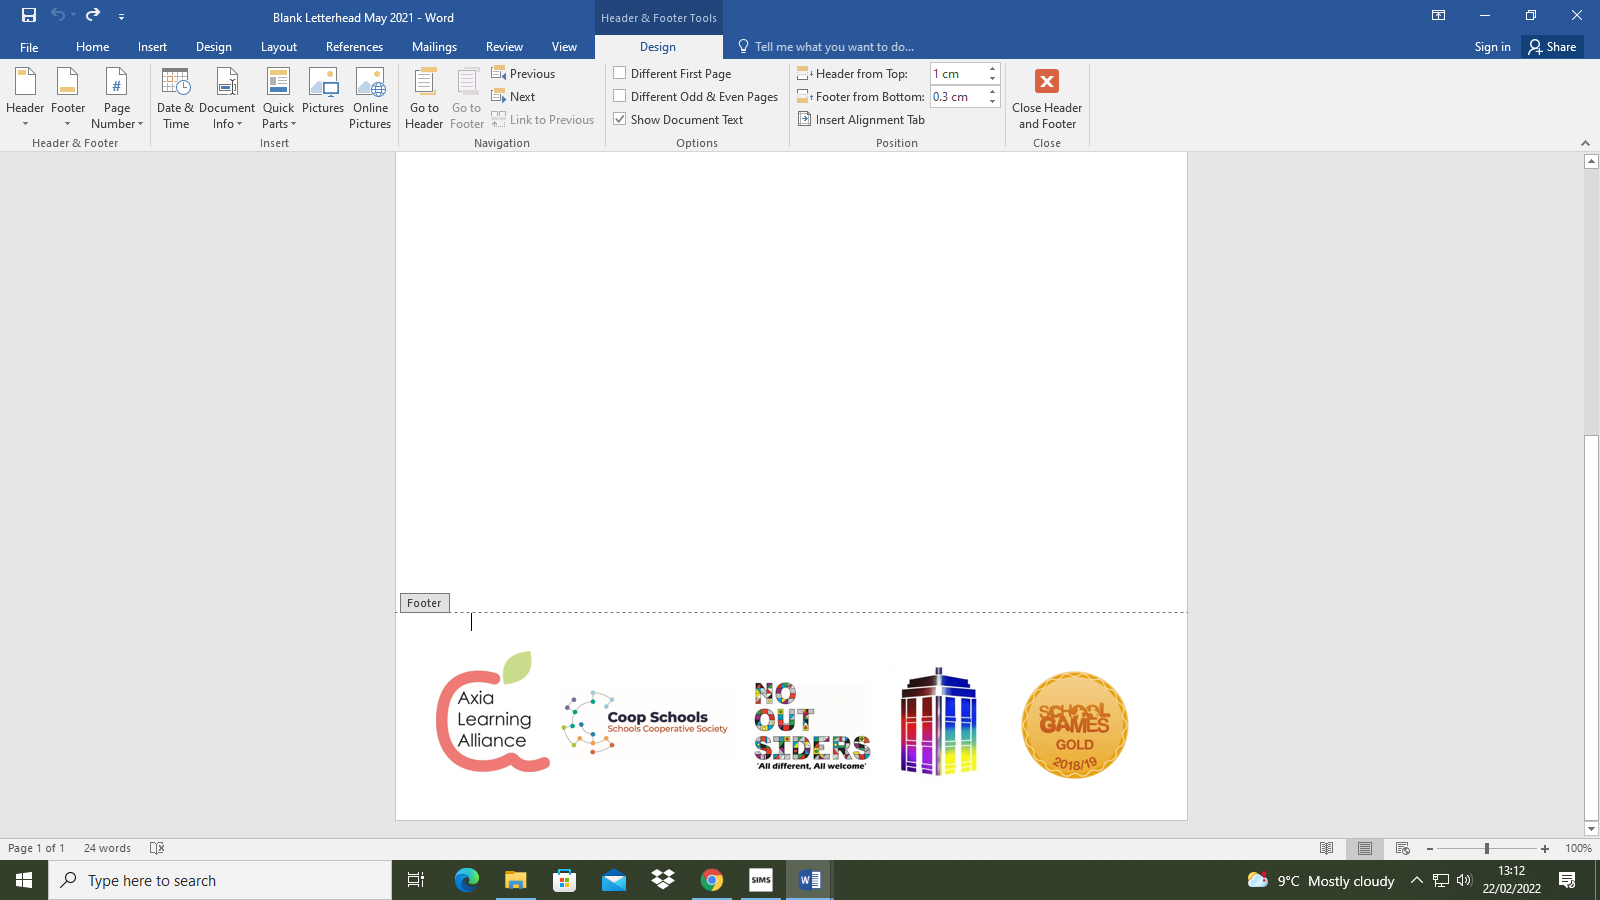 Blank Letterhead May 2021 - Word
Header & Footer Tools
File Home Insert Design Layout References Mailings Review View Design Tell me what you want to do... Sign in Share
Header
Footer
Page Number
Header & Footer
Date & Time
Document Info
Quick Parts
Pictures
Online Pictures
Insert
Go to Header
Go to Footer
Previous
Next
Link to Previous
Navigation
Different First Page
Different Odd & Even Pages
Show Document Text
Options
Header from Top: 1 cm
Footer from Bottom: 0.3 cm
Insert Alignment Tab
Position
Close Header and Footer
Close
Footer
Axia
Learning
Alliance
Coop Schools
Schools Cooperative Society
NO
OUT
SIDERS
'All different, All welcome'
SCHOOL
GAMES
GOLD
2018/19
Page 1 of 1 24 words 100%
Type here to search
SIMS
9°C Mostly cloudy
13:12
22/02/2022